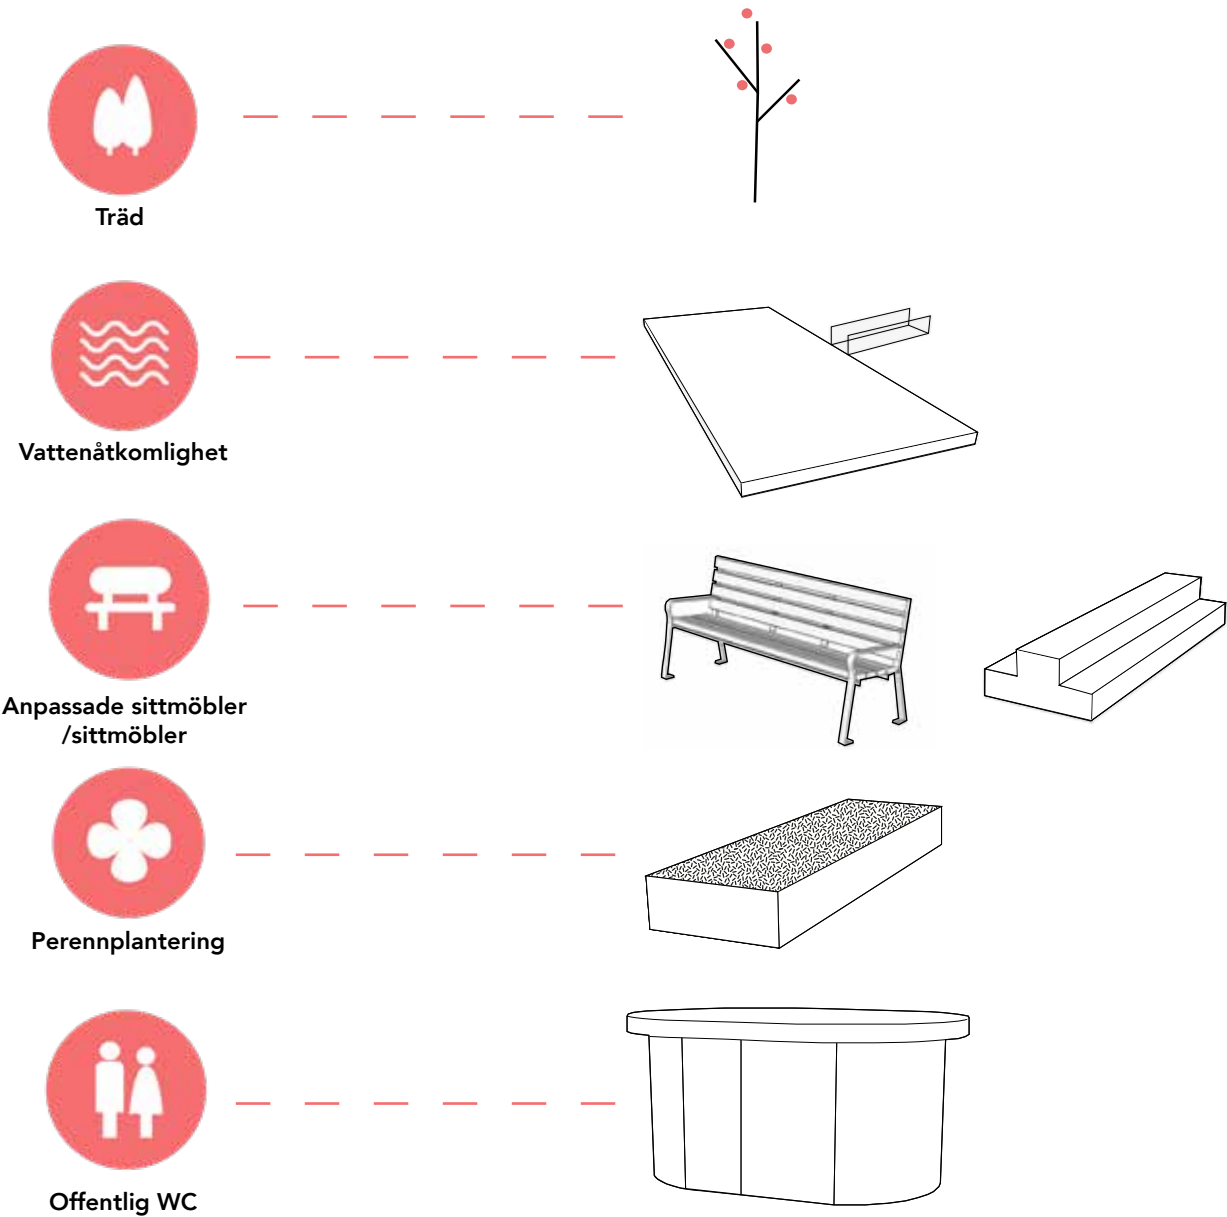 Träd
Vattenåtkomlighet
Anpassade sittmöbler
/sittmöbler
Perennplantering
Offentlig WC